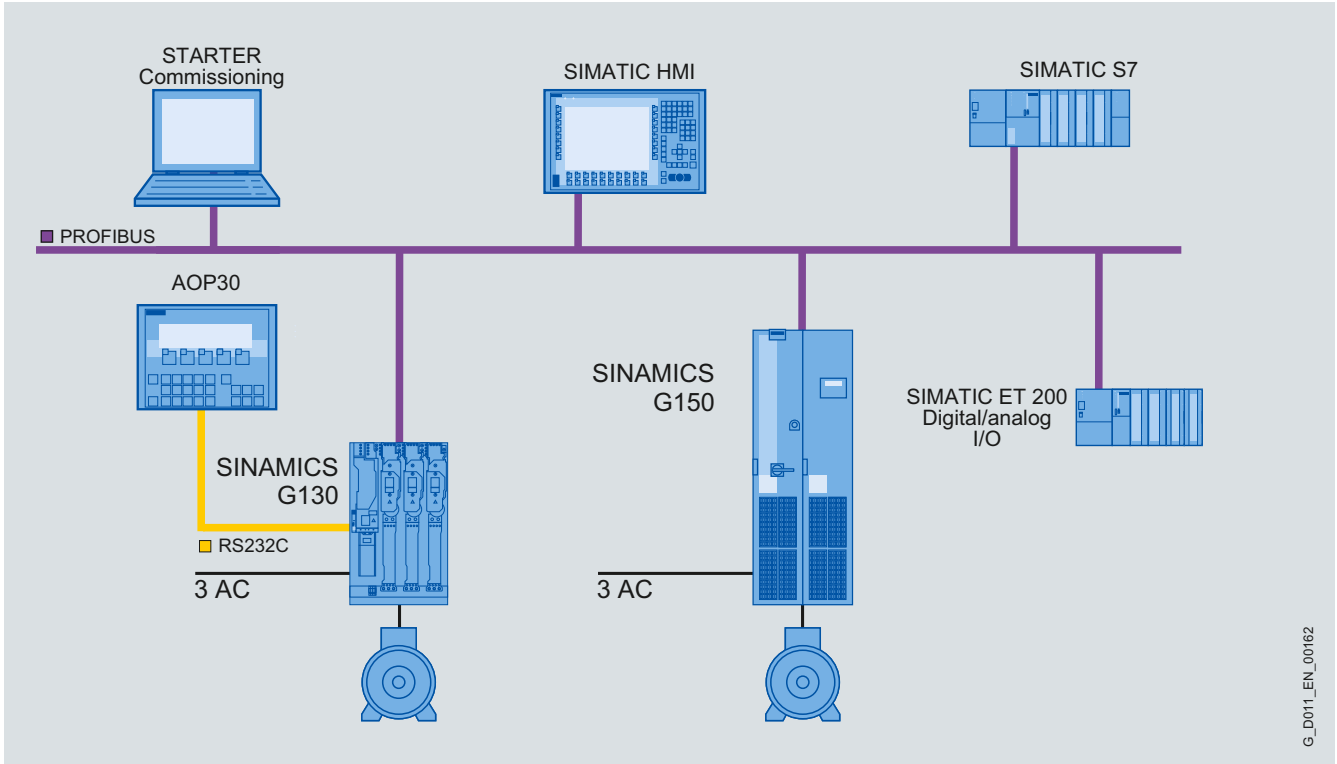 STARTER
Commissioning
SIMATIC HMI
SIMATIC S7
PROFIBUS
AOP30
SINAMICS
G130
RS232C
3 AC
SINAMICS
G150
3 AC
SIMATIC ET 200
Digital/analog
I/O
G_D011_EN_00162